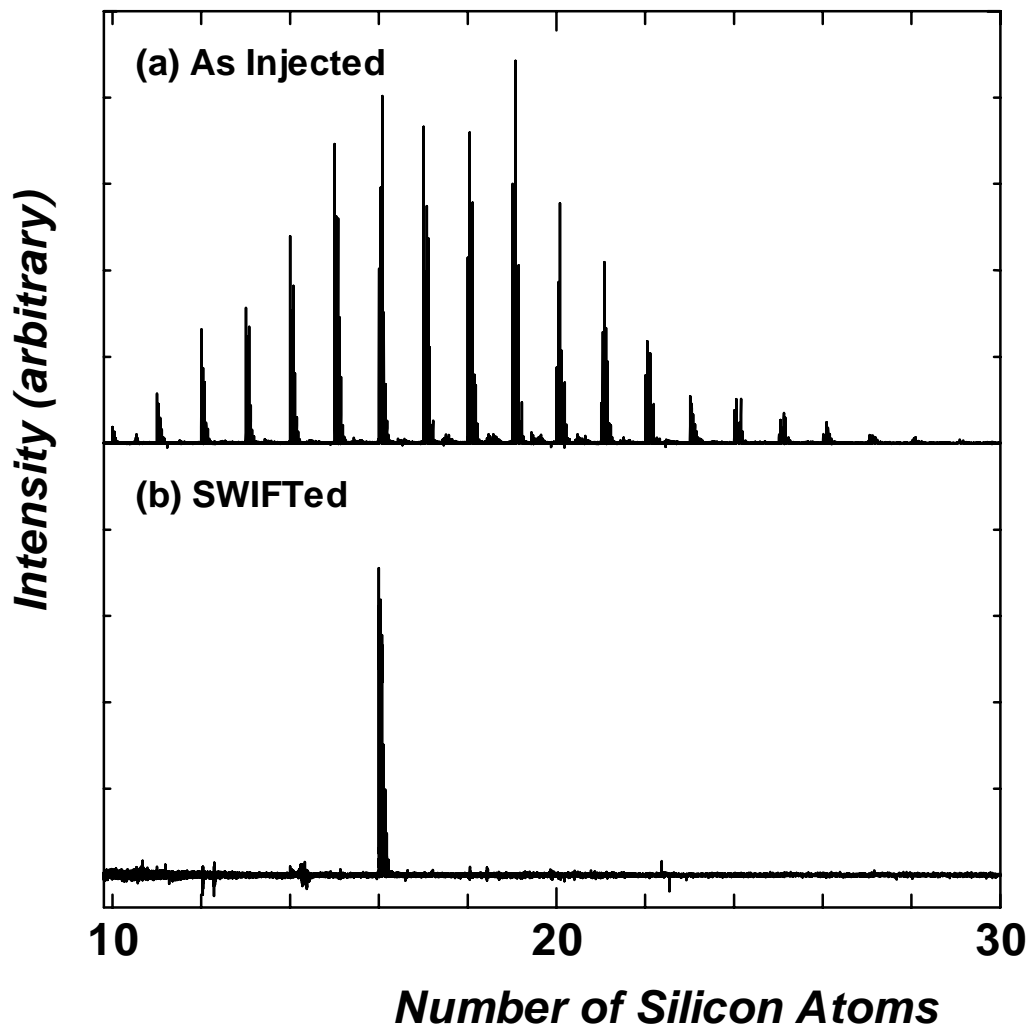 (a) As Injected
Intensity (arbitrary)
(b) SWIFTed
10 20 30
Number of Silicon Atoms